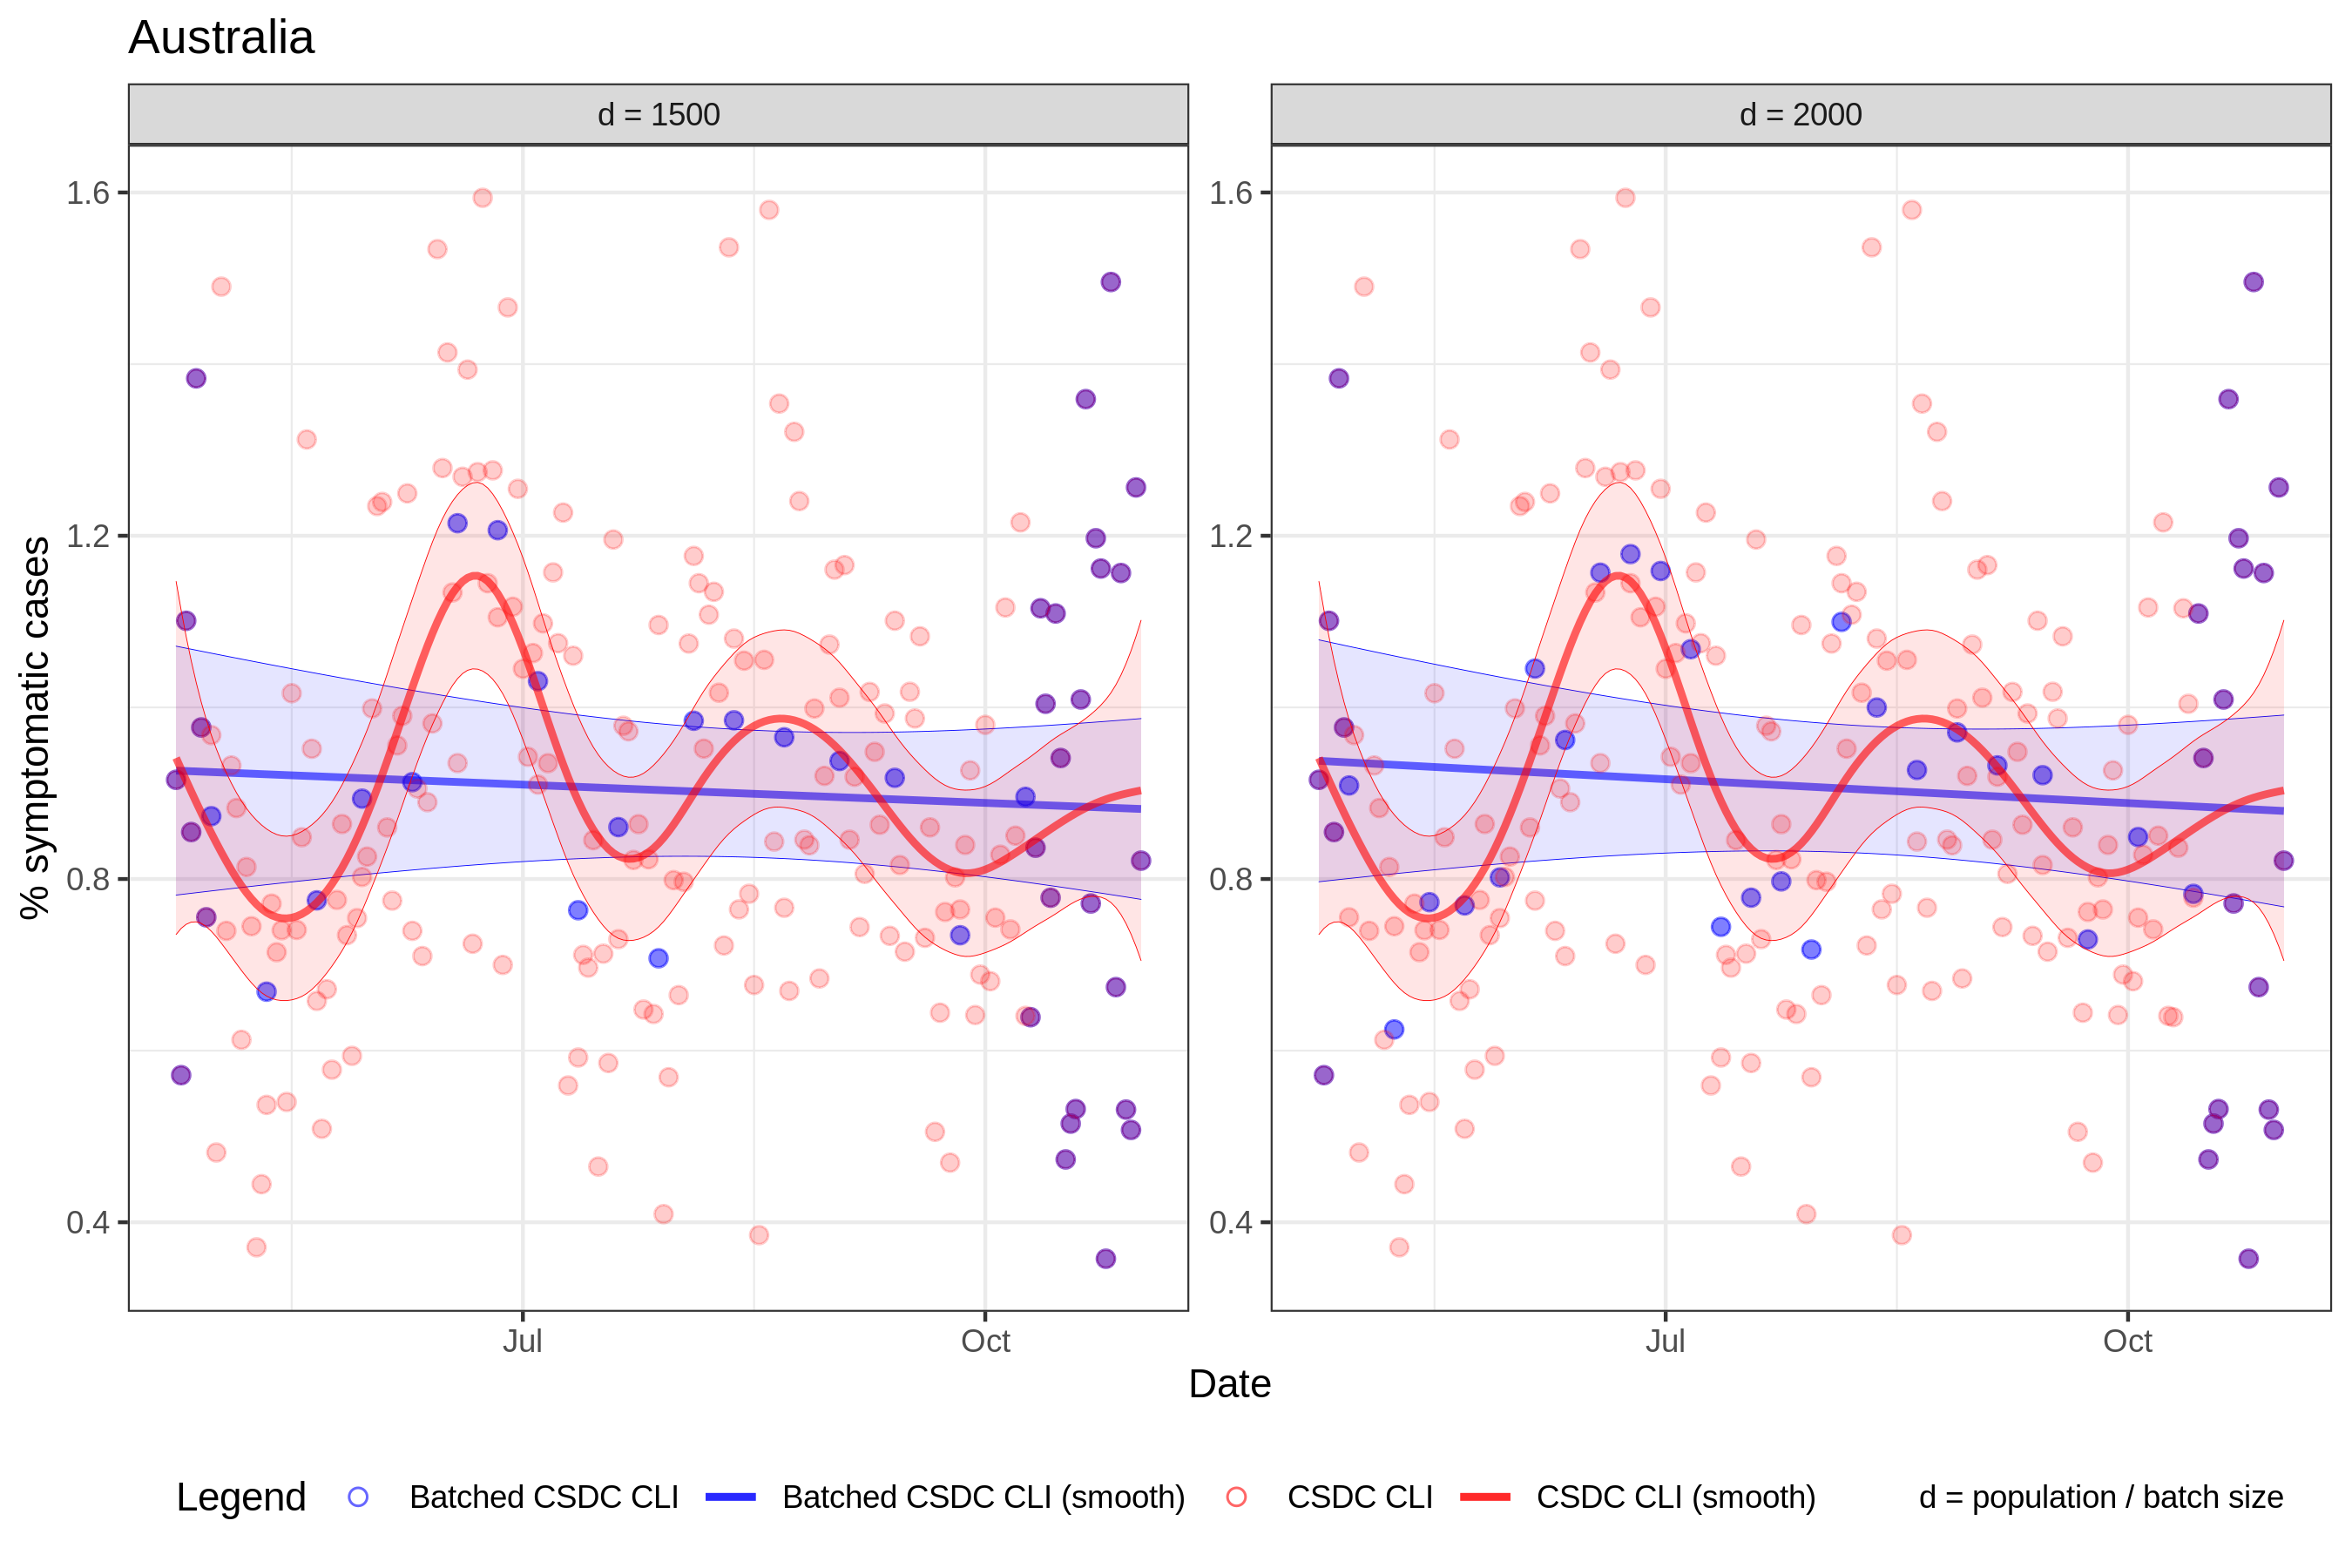 Australia
d = 1500
d = 2000
% symptomatic cases
1.6
1.2
0.8
0.4
1.6
1.2
0.8
0.4
Jul
Oct
Jul
Oct
Date
Legend
Batched CSDC CLI
Batched CSDC CLI (smooth)
CSDC CLI
CSDC CLI (smooth)
d = population / batch size